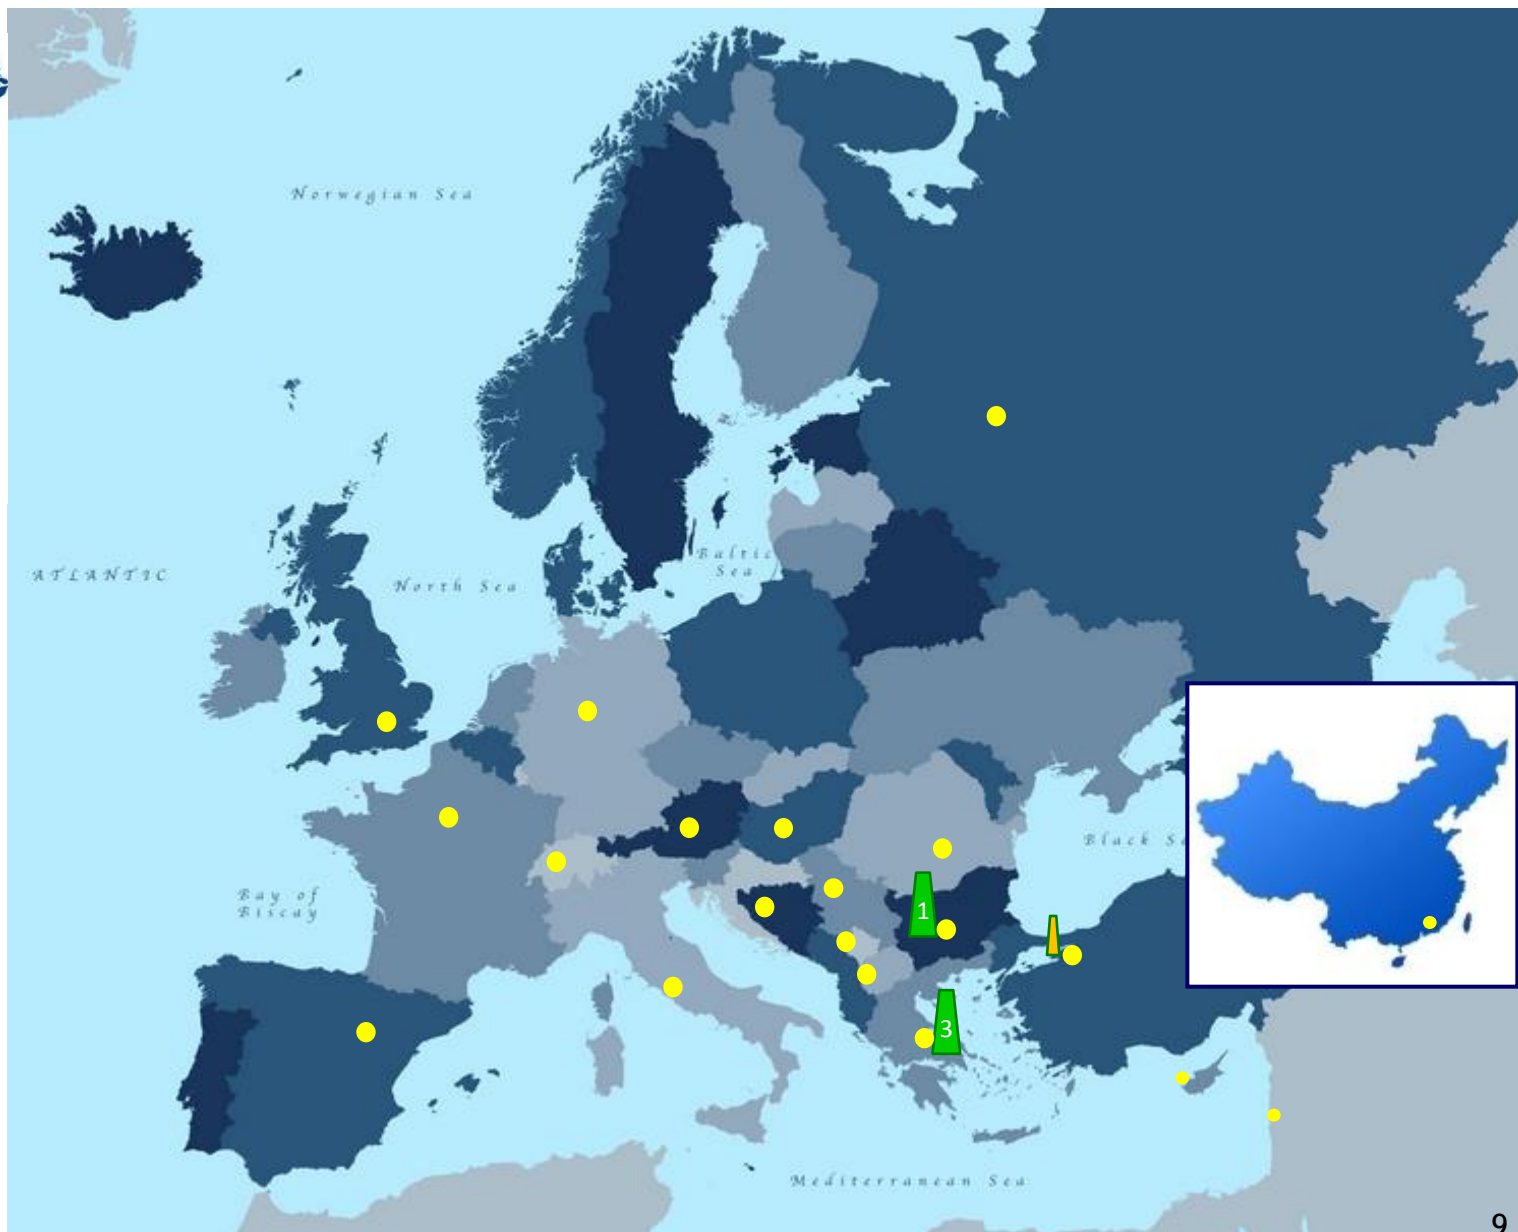 Norwegian Sea
ATLANTIC
North Sea
Baltic
Sea
Bay of
Biscay
Black Se
1
3
Mediterranean Sea
9